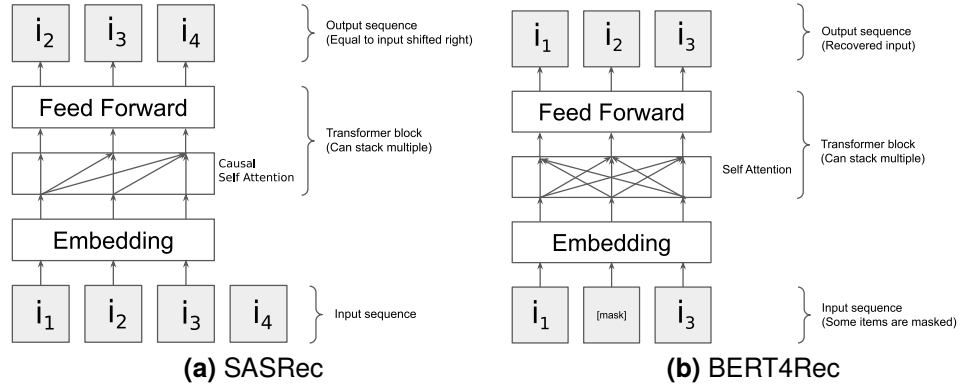 i₂ i₃ i₄
Output sequence
(Equal to input shifted right)
Feed Forward
Transformer block
(Can stack multiple)
Causal
Self Attention
Embedding
i₁ i₂ i₃ i₄
Input sequence
(a) SASRec
i₁ i₂ i₃
Output sequence
(Recovered input)
Feed Forward
Transformer block
(Can stack multiple)
Self Attention
Embedding
i₁ [mask] i₃
Input sequence
(Some items are masked)
(b) BERT4Rec